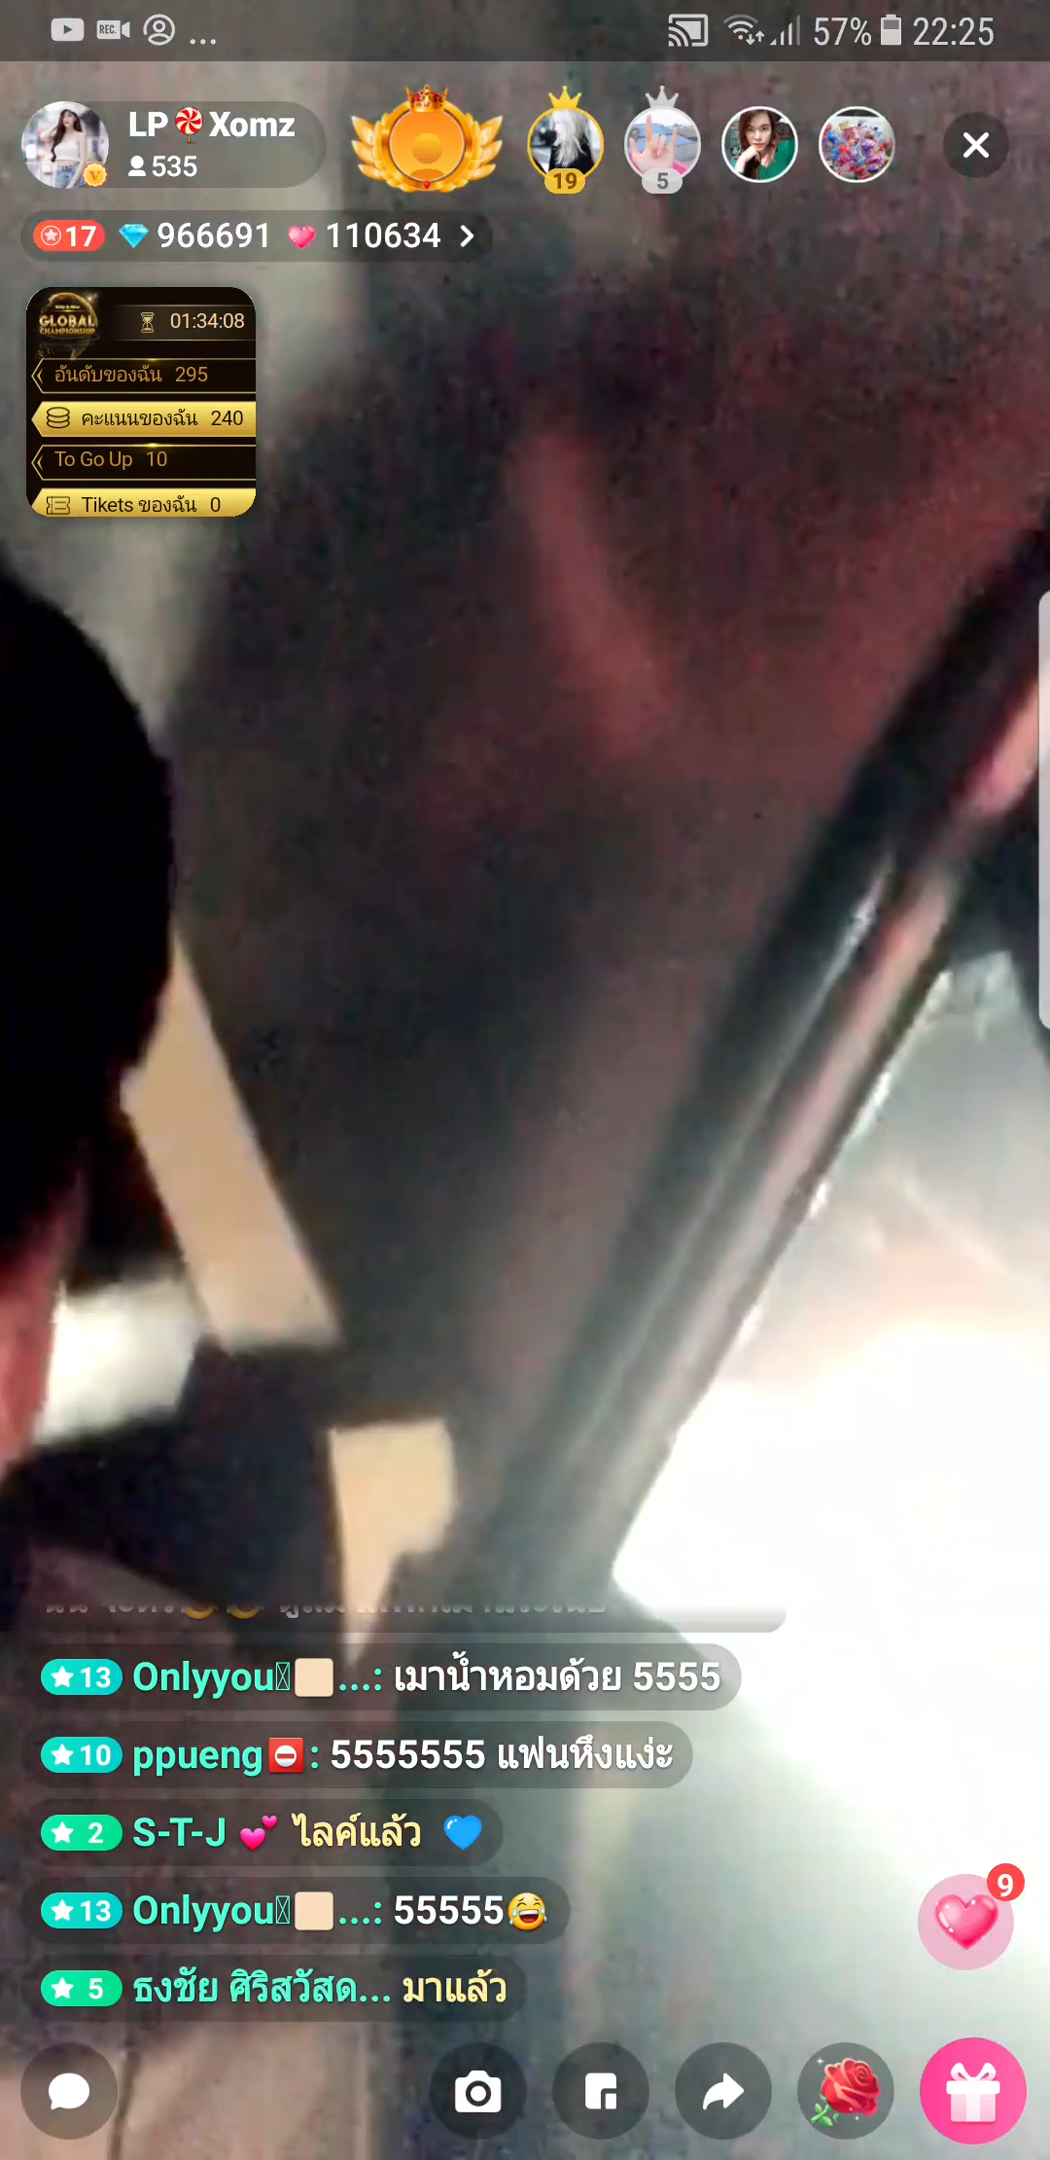 REC.
57% 22:25
LP🍭Xomz
535
19
5
17 966691 110634
GLOBAL
CHAMPIONSHIP
01:34:08
อันดับของฉัน 295
คะแนนของฉัน 240
To Go Up 10
Tikets ของฉัน 0
13 Onlyyou...: เมาน้ำหอมด้วย 5555
10 ppueng⛔: 5555555 แฟนหึงแง่ะ
2 S-T-J 💕 ไลค์แล้ว 💙
13 Onlyyou...: 55555😂
5 ธงชัย ศิริสวัสด... มาแล้ว
9